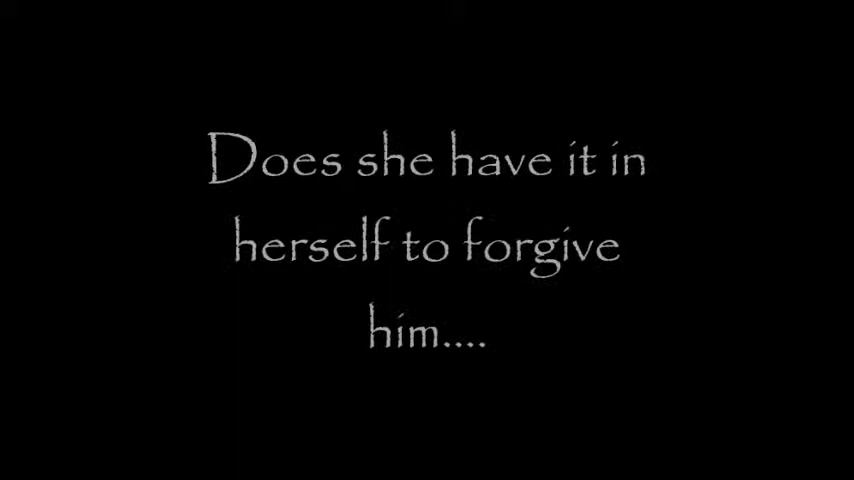 Does she have it in
herself to forgive
him....